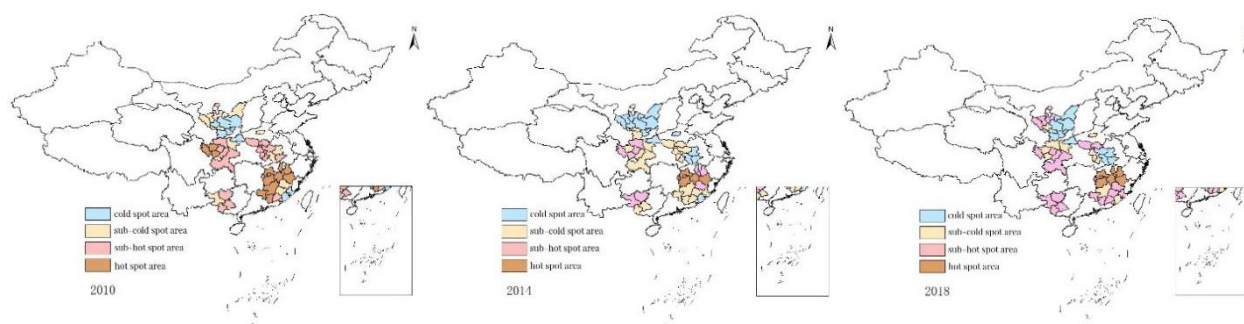 N
cold spot area
sub-cold spot area
sub-hot spot area
hot spot area
2010
N
cold spot area
sub-cold spot area
sub-hot spot area
hot spot area
2014
cold spot area
sub-cold spot area
sub-hot spot area
hot spot area
2018